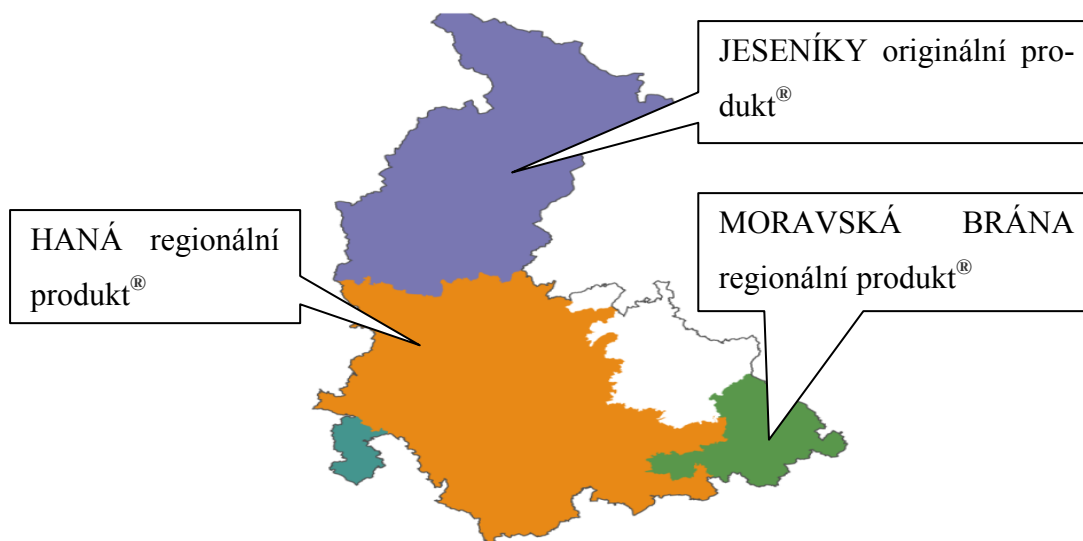 JESENÍKY originální pro-
dukt®
MORAVSKÁ BRÁNA
regionální produkt®
HANÁ regionální
produkt®